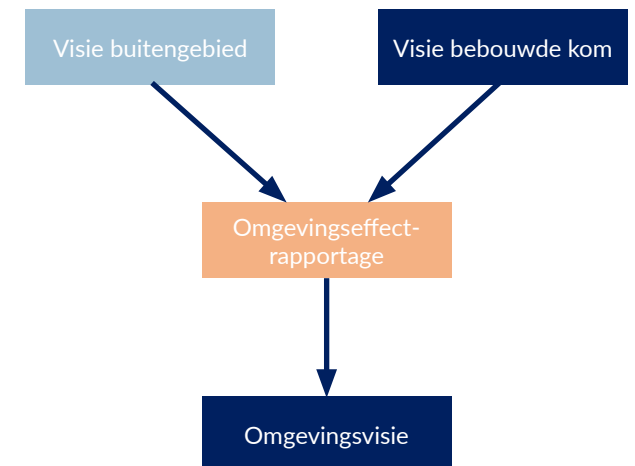 Visie buitengebied
Visie bebouwde kom
Omgevingseffect-
rapportage
Omgevingsvisie